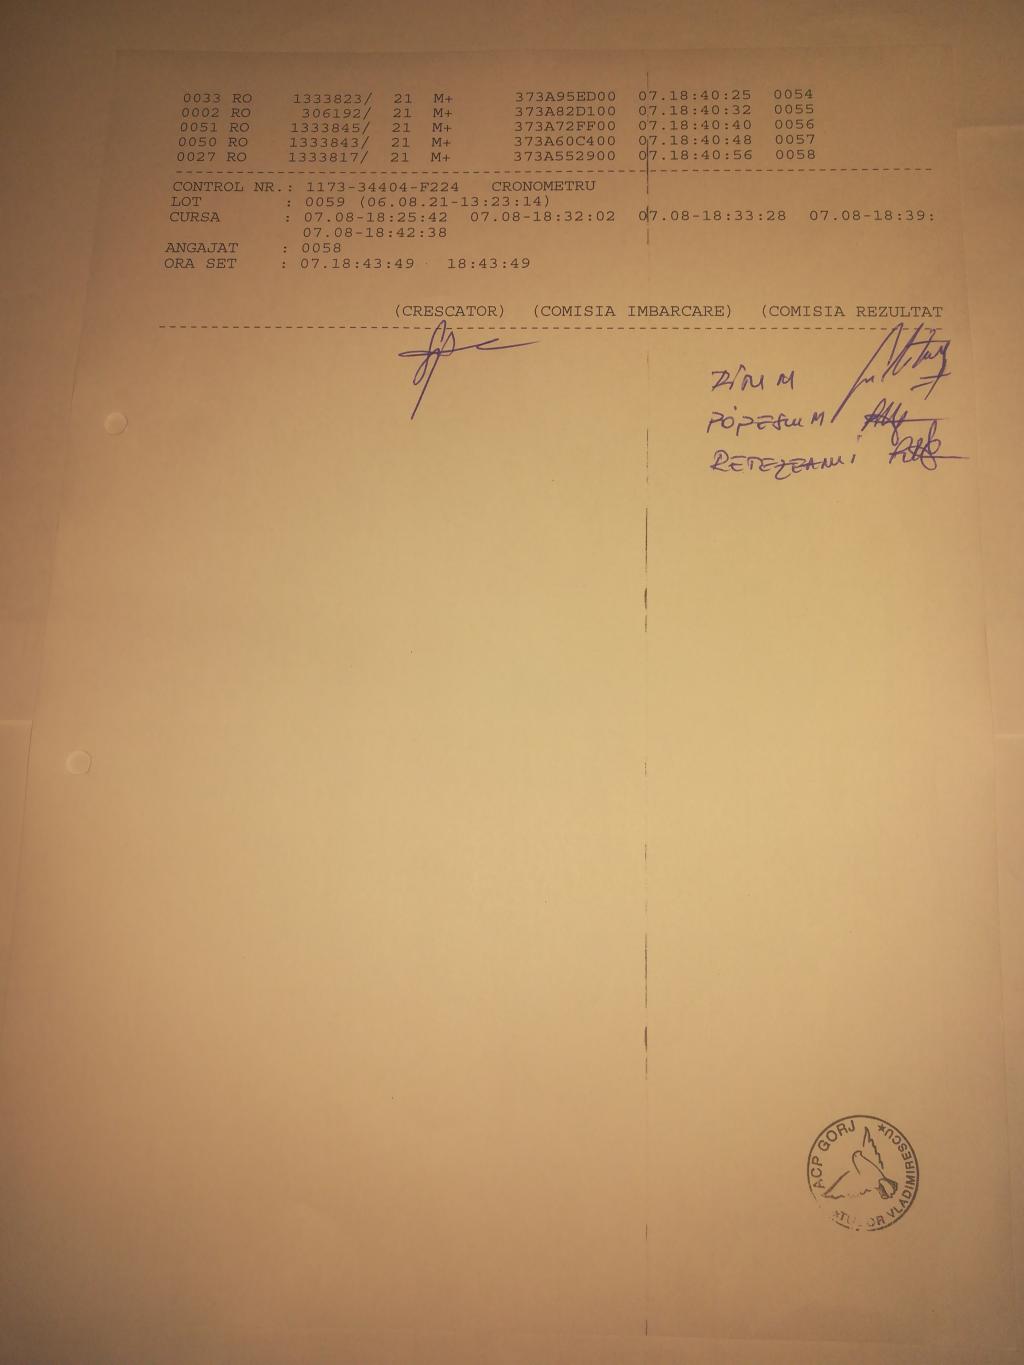 0033 RO 1333823/ 21 M+ 373A95ED00 07.18:40:25 0054
0002 RO 306192/ 21 M+ 373A82D100 07.18:40:32 0055
0051 RO 1333845/ 21 M+ 373A72FF00 07.18:40:40 0056
0050 RO 1333843/ 21 M+ 373A60C400 07.18:40:48 0057
0027 RO 1333817/ 21 M+ 373A552900 07.18:40:56 0058
CONTROL NR.: 1173-34404-F224 CRONOMETRU
LOT : 0059 (06.08.21-13:23:14)
CURSA : 07.08-18:25:42 07.08-18:32:02 07.08-18:33:28 07.08-18:39:
07.08-18:42:38
ANGAJAT : 0058
ORA SET : 07.18:43:49 18:43:49
(CRESCATOR) (COMISIA IMBARCARE) (COMISIA REZULTAT
POPESCU M
ACP GORJ
VLADIMIRESCU★